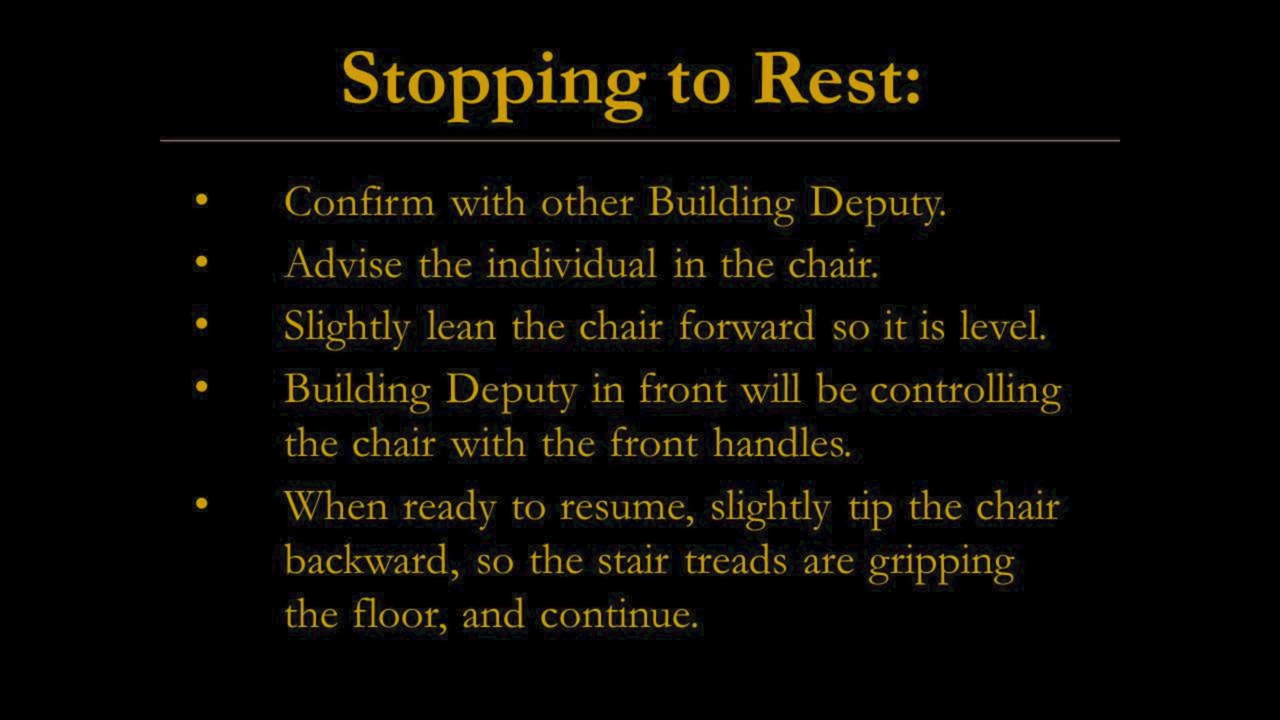 Stopping to Rest:
• Confirm with other Building Deputy.
• Advise the individual in the chair.
• Slightly lean the chair forward so it is level.
• Building Deputy in front will be controlling
the chair with the front handles.
• When ready to resume, slightly tip the chair
backward, so the stair treads are gripping
the floor, and continue.